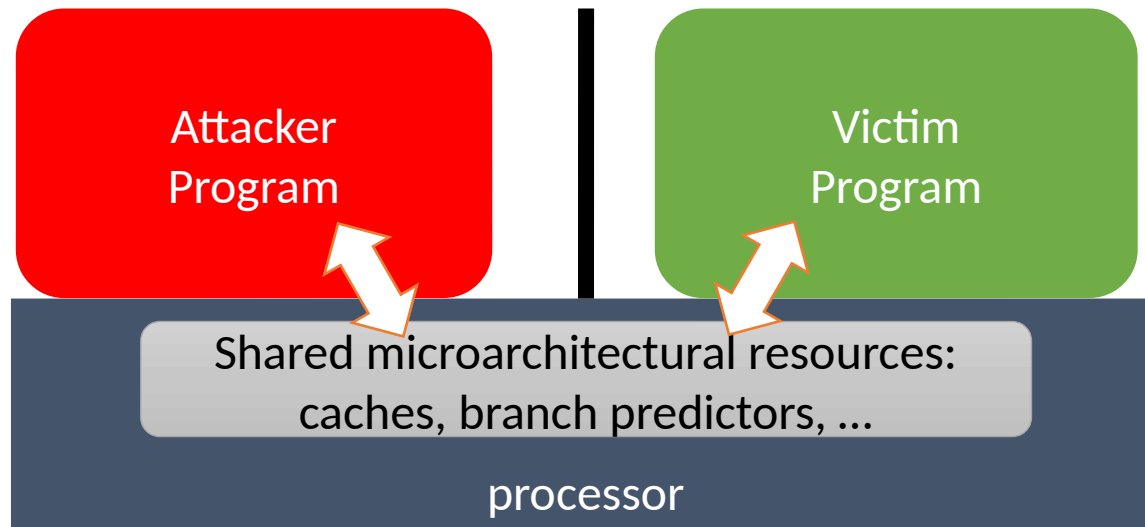 Attacker
Program
Victim
Program
Shared microarchitectural resources:
caches, branch predictors, ...
processor